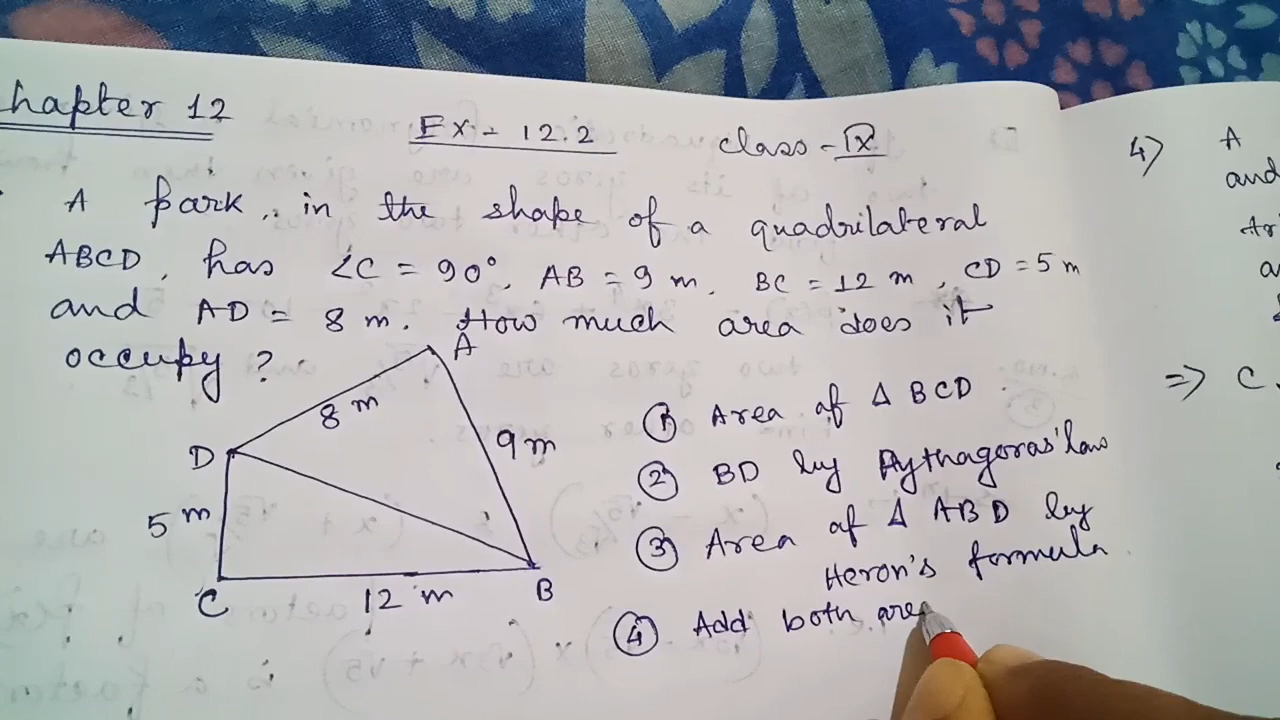 hapter 12
Ex - 12.2
class - IX
A park, in the shape of a quadrilateral
ABCD, has ∠C = 90°, AB = 9 m, BC = 12 m, CD = 5 m
and AD = 8 m. How much area does it
occupy?
A
8 m
D
9 m
5 m
C
12 m
B
① Area of Δ BCD.
② BD by Pythagoras' law
③ Area of Δ ABD by
Heron's formula.
④ Add both are
4) A
and
Ar
a
=> C